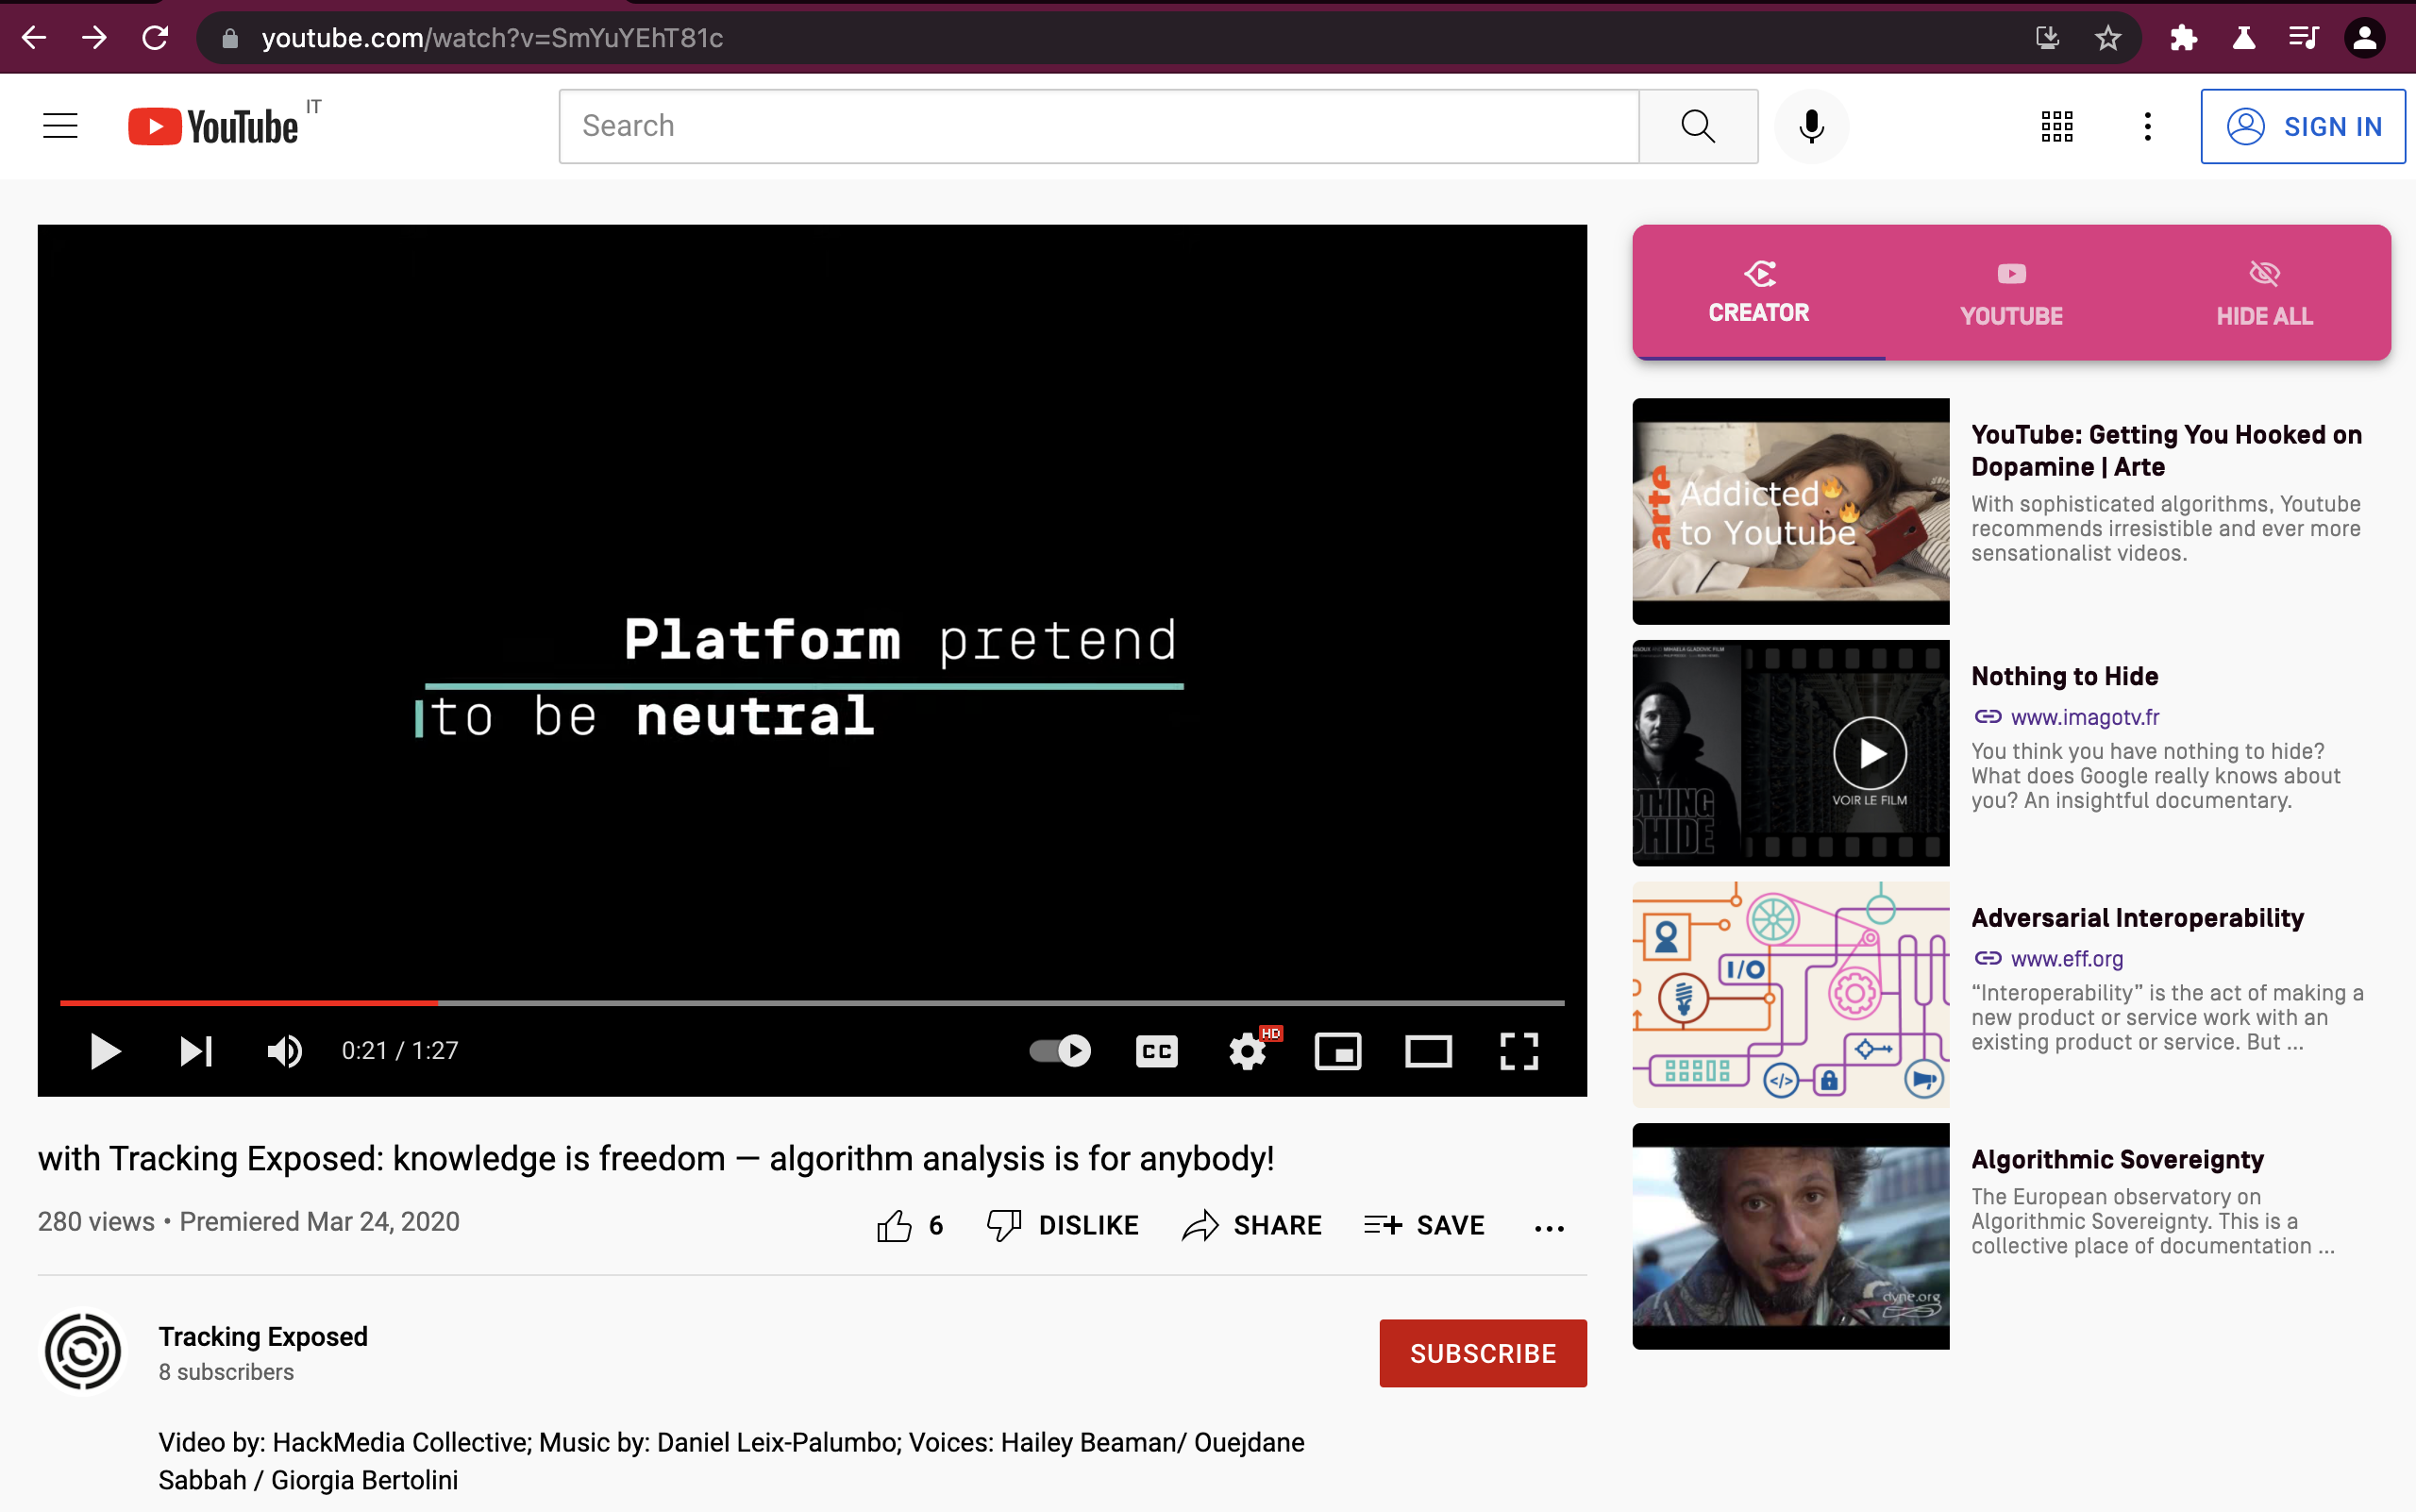 youtube.com/watch?v=SmYuYEhT81c
YouTube IT
Search
SIGN IN
Platform pretend
to be neutral
0:21 / 1:27
CC
HD
with Tracking Exposed: knowledge is freedom — algorithm analysis is for anybody!
280 views • Premiered Mar 24, 2020
6
DISLIKE
SHARE
SAVE
Tracking Exposed
8 subscribers
SUBSCRIBE
Video by: HackMedia Collective; Music by: Daniel Leix-Palumbo; Voices: Hailey Beaman/ Ouejdane
Sabbah / Giorgia Bertolini
CREATOR
YOUTUBE
HIDE ALL
arte
Addicted
to Youtube
YouTube: Getting You Hooked on
Dopamine | Arte
With sophisticated algorithms, Youtube
recommends irresistible and ever more
sensationalist videos.
THING
HIDE
VOIR LE FILM
Nothing to Hide
www.imagotv.fr
You think you have nothing to hide?
What does Google really knows about
you? An insightful documentary.
I/O
</>
Adversarial Interoperability
www.eff.org
“Interoperability” is the act of making a
new product or service work with an
existing product or service. But ...
dyne.org
Algorithmic Sovereignty
The European observatory on
Algorithmic Sovereignty. This is a
collective place of documentation ...